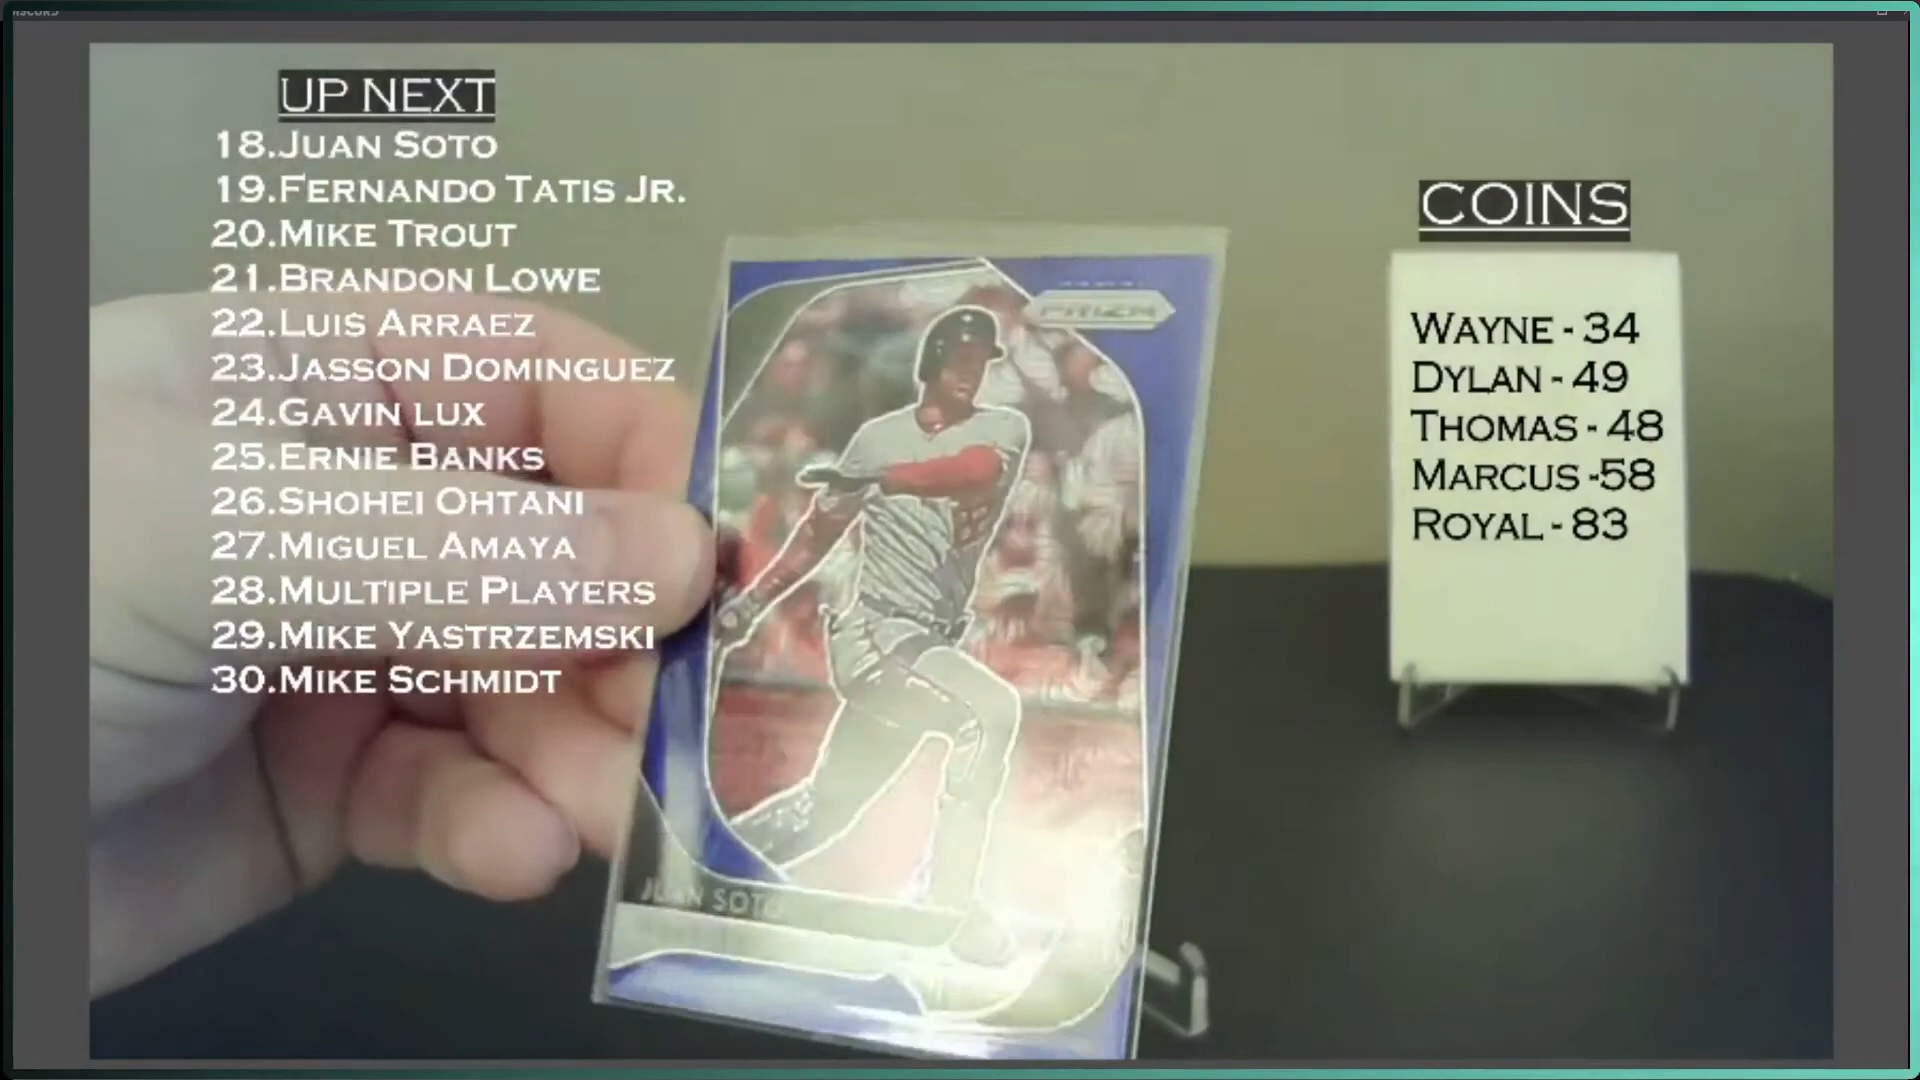 UP NEXT
18.JUAN SOTO
19.FERNANDO TATIS JR.
20.MIKE TROUT
21.BRANDON LOWE
22.LUIS ARRAEZ
23.JASSON DOMINGUEZ
24.GAVIN LUX
25.ERNIE BANKS
26.SHOHEI OHTANI
27.MIGUEL AMAYA
28.MULTIPLE PLAYERS
29.MIKE YASTRZEMSKI
30.MIKE SCHMIDT
COINS
WAYNE - 34
DYLAN - 49
THOMAS - 48
MARCUS -58
ROYAL - 83
PRIZM
22
JUAN SOTO